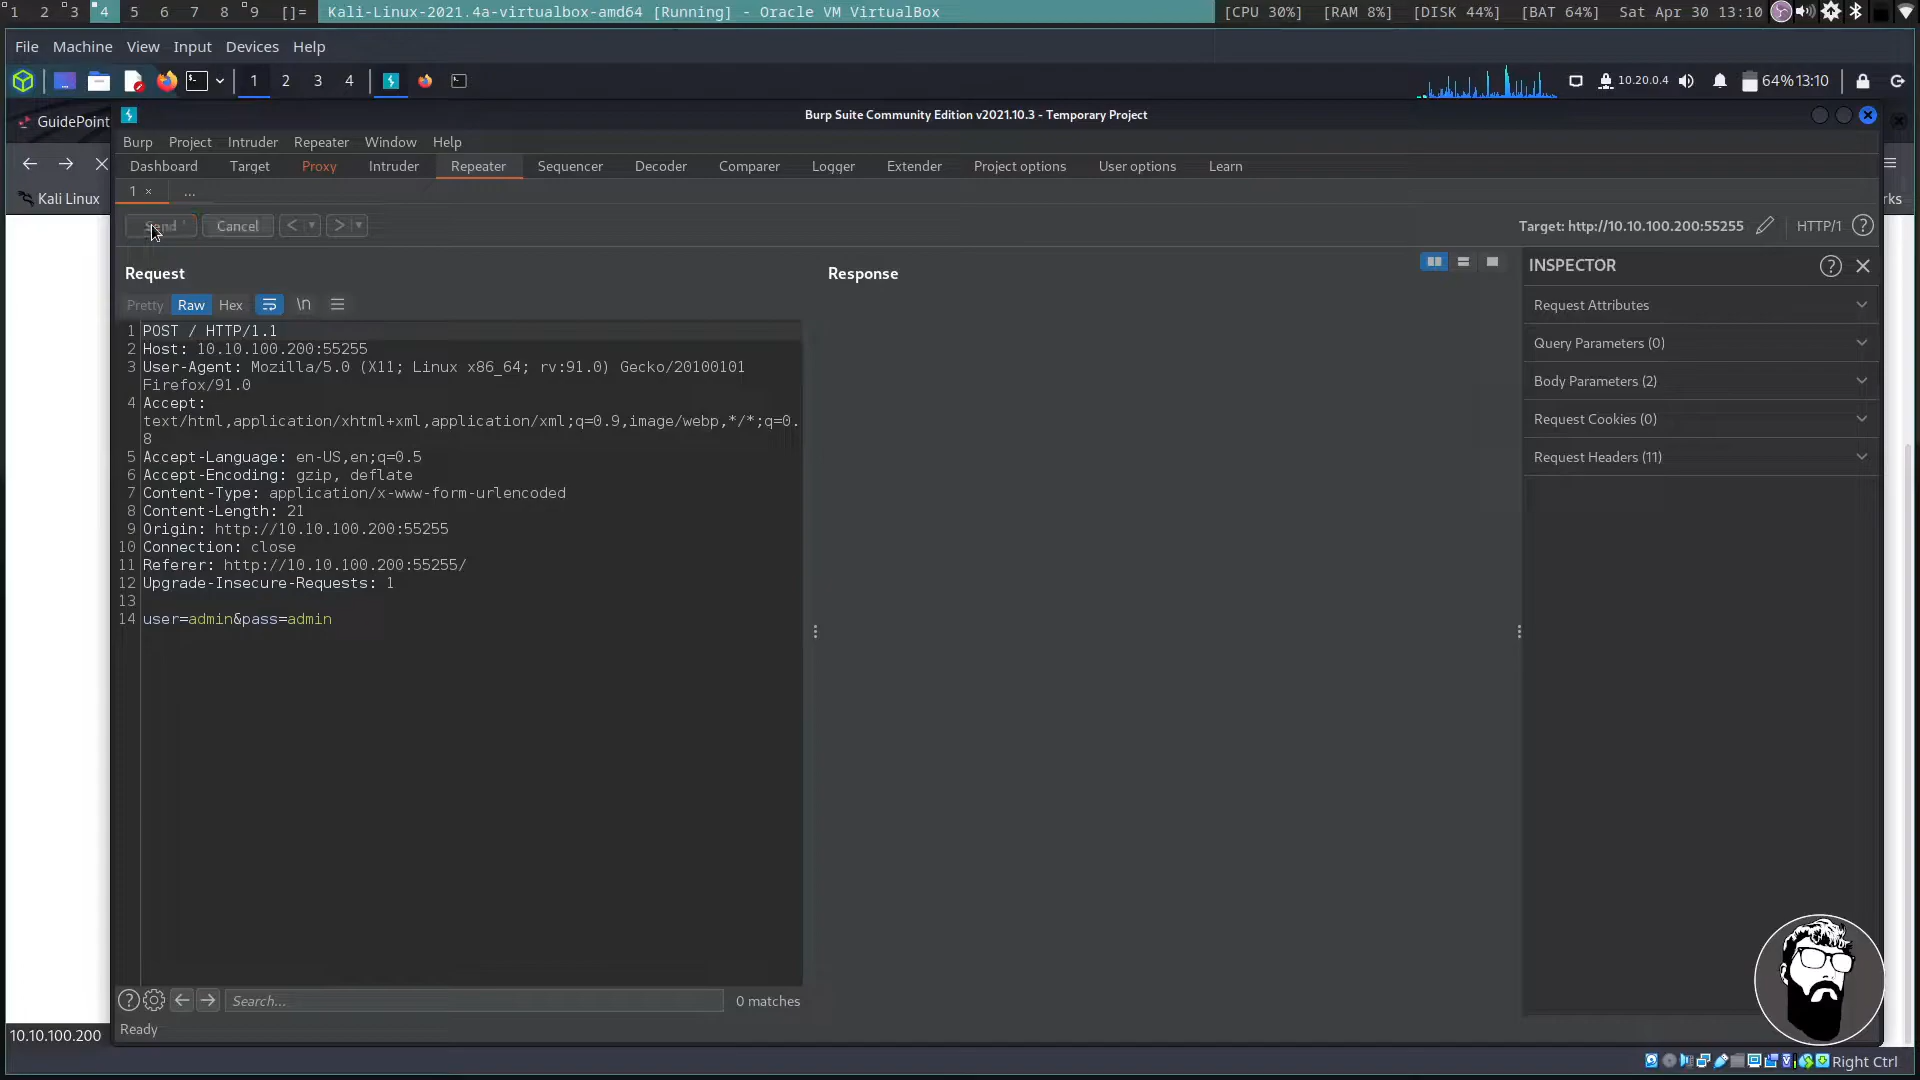 1 2 3 4 5 6 7 8 9 []= Kali-Linux-2021.4a-virtualbox-amd64 [Running] - Oracle VM VirtualBox [CPU 30%] [RAM 8%] [DISK 44%] [BAT 64%] Sat Apr 30 13:10
File Machine View Input Devices Help
1 2 3 4 10.20.0.4 64% 13:10
GuidePoint
Burp Suite Community Edition v2021.10.3 - Temporary Project
Burp Project Intruder Repeater Window Help
Dashboard Target Proxy Intruder Repeater Sequencer Decoder Comparer Logger Extender Project options User options Learn
1 × ...
Kali Linux
rks
Send Cancel < > Target: http://10.10.100.200:55255 HTTP/1 ?
Request
Response
INSPECTOR ?
Pretty Raw Hex \n
Request Attributes
Query Parameters (0)
Body Parameters (2)
Request Cookies (0)
Request Headers (11)
1 POST / HTTP/1.1
2 Host: 10.10.100.200:55255
3 User-Agent: Mozilla/5.0 (X11; Linux x86_64; rv:91.0) Gecko/20100101
Firefox/91.0
4 Accept:
text/html,application/xhtml+xml,application/xml;q=0.9,image/webp,*/*;q=0.
8
5 Accept-Language: en-US,en;q=0.5
6 Accept-Encoding: gzip, deflate
7 Content-Type: application/x-www-form-urlencoded
8 Content-Length: 21
9 Origin: http://10.10.100.200:55255
10 Connection: close
11 Referer: http://10.10.100.200:55255/
12 Upgrade-Insecure-Requests: 1
13
14 user=admin&pass=admin
? Search... 0 matches
Ready
10.10.100.200
Right Ctrl